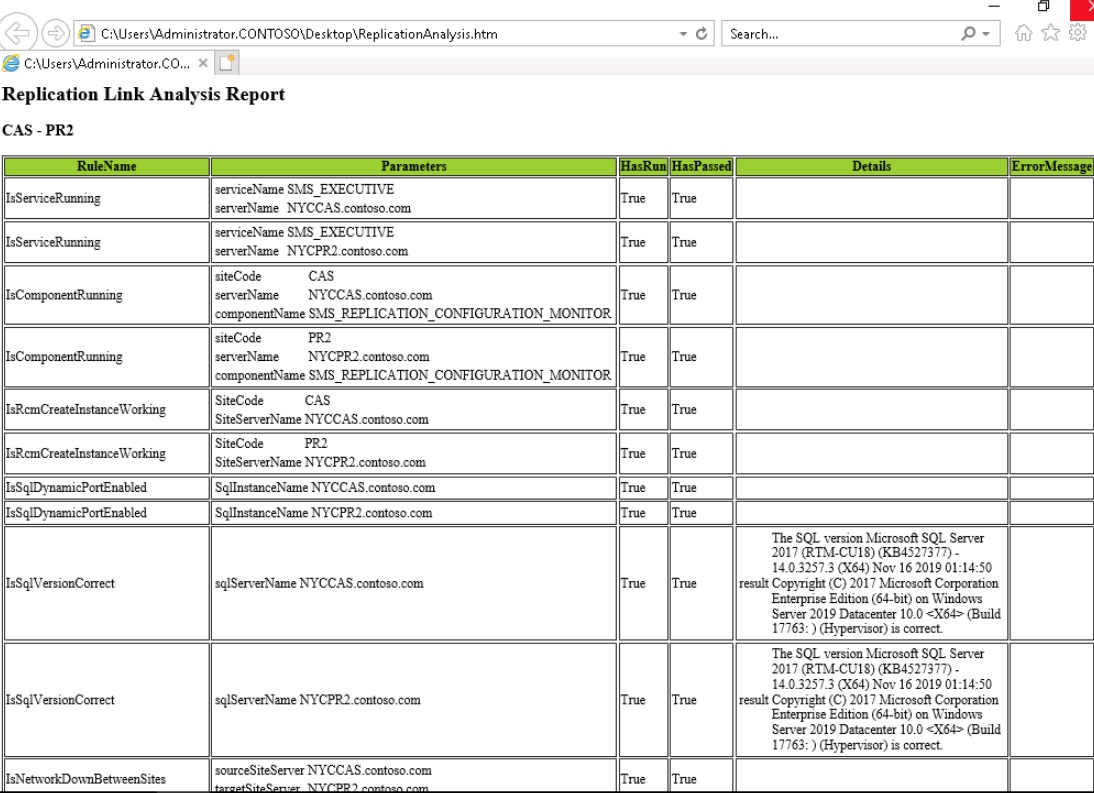 C:\Users\Administrator.CONTOSO\Desktop\ReplicationAnalysis.htm
Search...
C:\Users\Administrator.CO...
Replication Link Analysis Report
CAS - PR2
RuleName Parameters HasRun HasPassed Details ErrorMessage
serviceName SMS_EXECUTIVE
IsServiceRunning True True
serverName NYCCAS.contoso.com
serviceName SMS_EXECUTIVE
IsServiceRunning True True
serverName NYCPR2.contoso.com
siteCode CAS
IsComponentRunning serverName NYCCAS.contoso.com True True
componentName SMS_REPLICATION_CONFIGURATION_MONITOR
siteCode PR2
IsComponentRunning serverName NYCPR2.contoso.com True True
componentName SMS_REPLICATION_CONFIGURATION_MONITOR
SiteCode CAS
IsRcmCreateInstanceWorking True True
SiteServerName NYCCAS.contoso.com
SiteCode PR2
IsRcmCreateInstanceWorking True True
SiteServerName NYCPR2.contoso.com
IsSqlDynamicPortEnabled SqlInstanceName NYCCAS.contoso.com True True
IsSqlDynamicPortEnabled SqlInstanceName NYCPR2.contoso.com True True
The SQL version Microsoft SQL Server
2017 (RTM-CU18) (KB4527377) -
14.0.3257.3 (X64) Nov 16 2019 01:14:50
IsSqlVersionCorrect sqlServerName NYCCAS.contoso.com True True result Copyright (C) 2017 Microsoft Corporation
Enterprise Edition (64-bit) on Windows
Server 2019 Datacenter 10.0 <X64> (Build
17763: ) (Hypervisor) is correct.
The SQL version Microsoft SQL Server
2017 (RTM-CU18) (KB4527377) -
14.0.3257.3 (X64) Nov 16 2019 01:14:50
IsSqlVersionCorrect sqlServerName NYCPR2.contoso.com True True result Copyright (C) 2017 Microsoft Corporation
Enterprise Edition (64-bit) on Windows
Server 2019 Datacenter 10.0 <X64> (Build
17763: ) (Hypervisor) is correct.
sourceSiteServer NYCCAS.contoso.com
IsNetworkDownBetweenSites True True
targetSiteServer NYCPR2.contoso.com